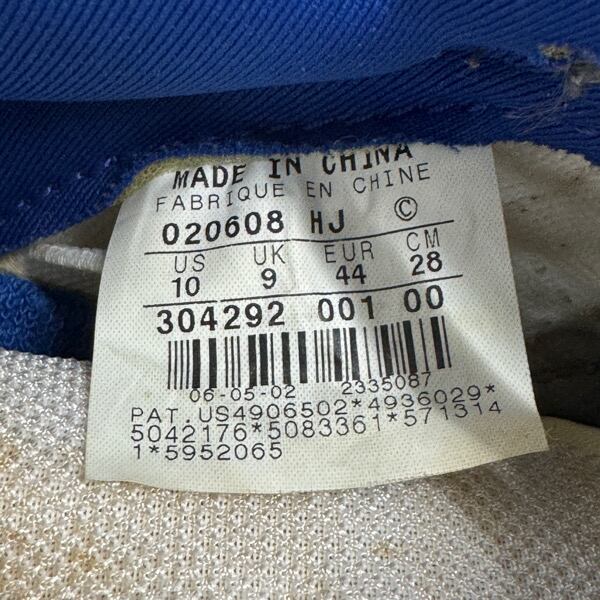 MADE IN CHINA
FABRIQUE EN CHINE
020608 HJ ©
US UK EUR CM
10 9 44 28
304292 001 00
06-05-02 2335087
PAT.US4906502*4936029*
5042176*5083361*571314
1*5952065